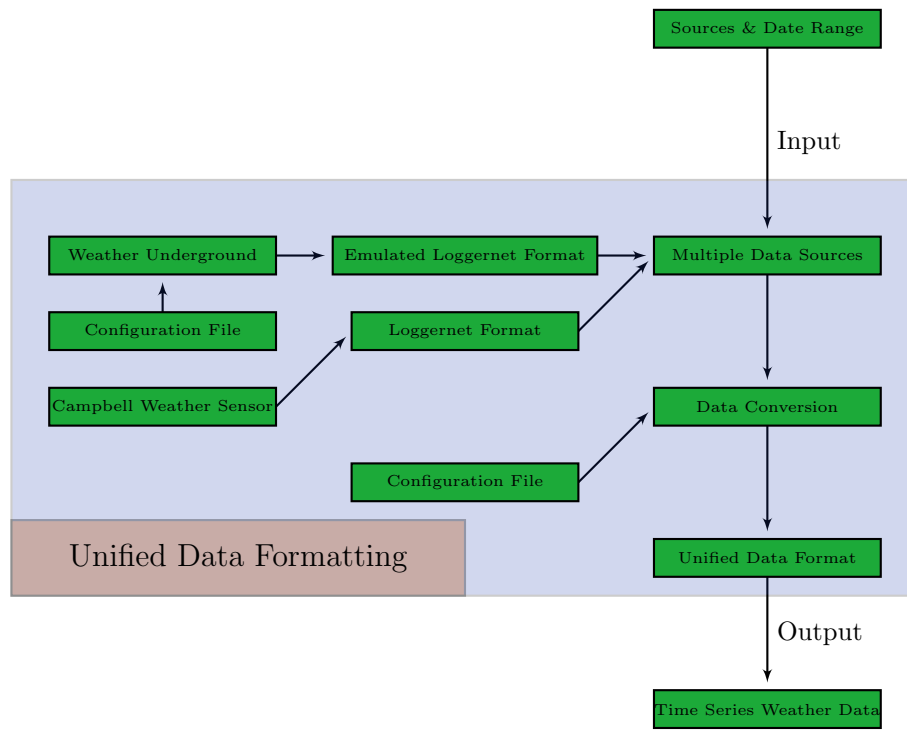 Sources & Date Range
Input
Weather Underground
Emulated Loggernet Format
Multiple Data Sources
Configuration File
Loggernet Format
Campbell Weather Sensor
Data Conversion
Configuration File
Unified Data Formatting
Unified Data Format
Output
Time Series Weather Data